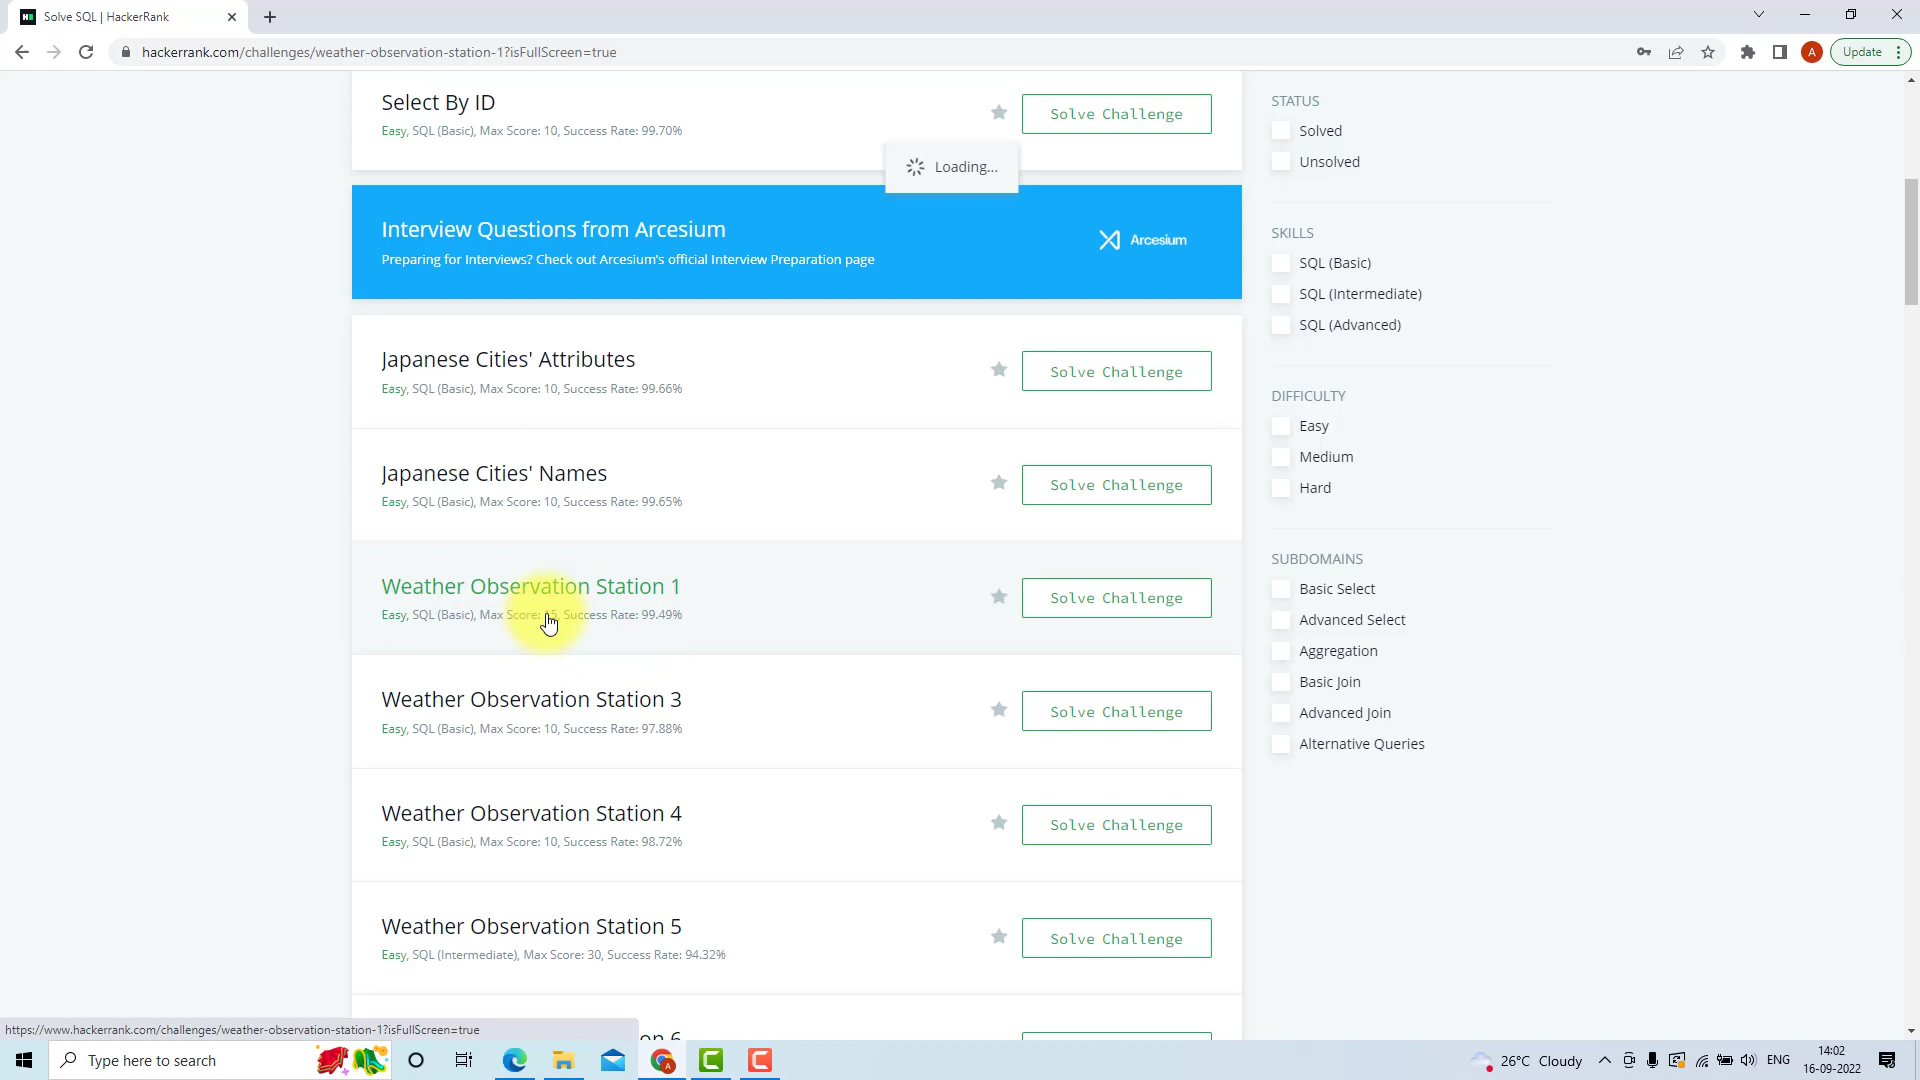 Solve SQL | HackerRank
hackerrank.com/challenges/weather-observation-station-1?isFullScreen=true
A
Update
Select By ID
Easy, SQL (Basic), Max Score: 10, Success Rate: 99.70%
Solve Challenge
Loading...
Interview Questions from Arcesium
Preparing for Interviews? Check out Arcesium's official Interview Preparation page
Arcesium
Japanese Cities' Attributes
Easy, SQL (Basic), Max Score: 10, Success Rate: 99.66%
Solve Challenge
Japanese Cities' Names
Easy, SQL (Basic), Max Score: 10, Success Rate: 99.65%
Solve Challenge
Weather Observation Station 1
Easy, SQL (Basic), Max Score: 15, Success Rate: 99.49%
Solve Challenge
Weather Observation Station 3
Easy, SQL (Basic), Max Score: 10, Success Rate: 97.88%
Solve Challenge
Weather Observation Station 4
Easy, SQL (Basic), Max Score: 10, Success Rate: 98.72%
Solve Challenge
Weather Observation Station 5
Easy, SQL (Intermediate), Max Score: 30, Success Rate: 94.32%
Solve Challenge
on 6
STATUS
Solved
Unsolved
SKILLS
SQL (Basic)
SQL (Intermediate)
SQL (Advanced)
DIFFICULTY
Easy
Medium
Hard
SUBDOMAINS
Basic Select
Advanced Select
Aggregation
Basic Join
Advanced Join
Alternative Queries
https://www.hackerrank.com/challenges/weather-observation-station-1?isFullScreen=true
Type here to search
26°C Cloudy
ENG
14:02
16-09-2022